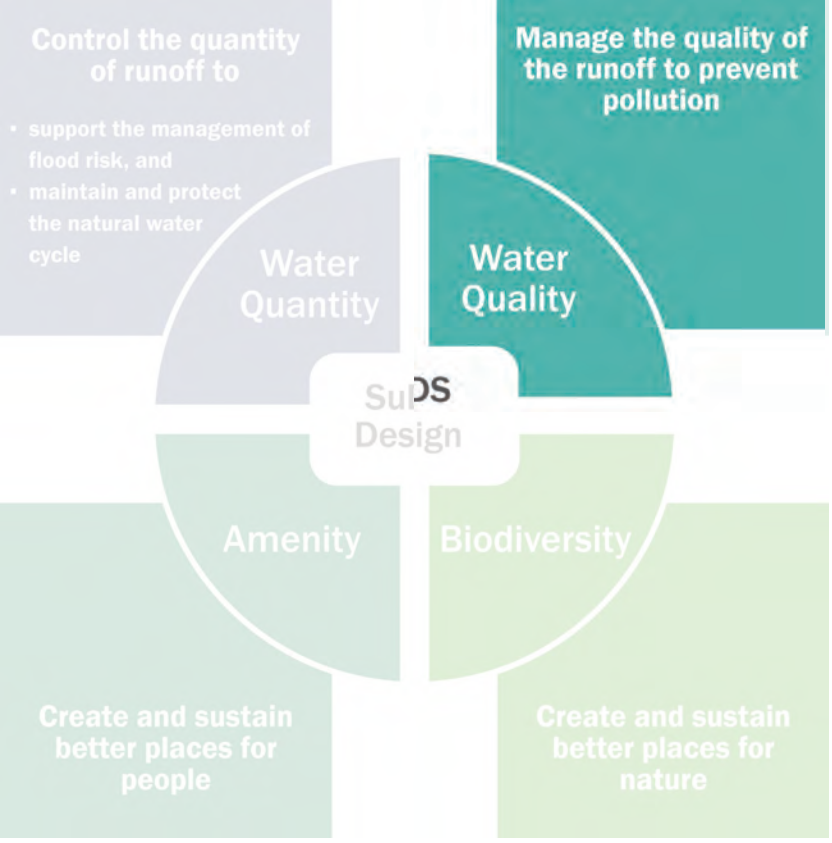 Control the quantity
of runoff to
• support the management of
flood risk, and
• maintain and protect
the natural water
cycle
Water
Quantity
Manage the quality of
the runoff to prevent
pollution
Water
Quality
Design
Amenity
Create and sustain
better places for
people
Biodiversity
Create and sustain
better places for
nature